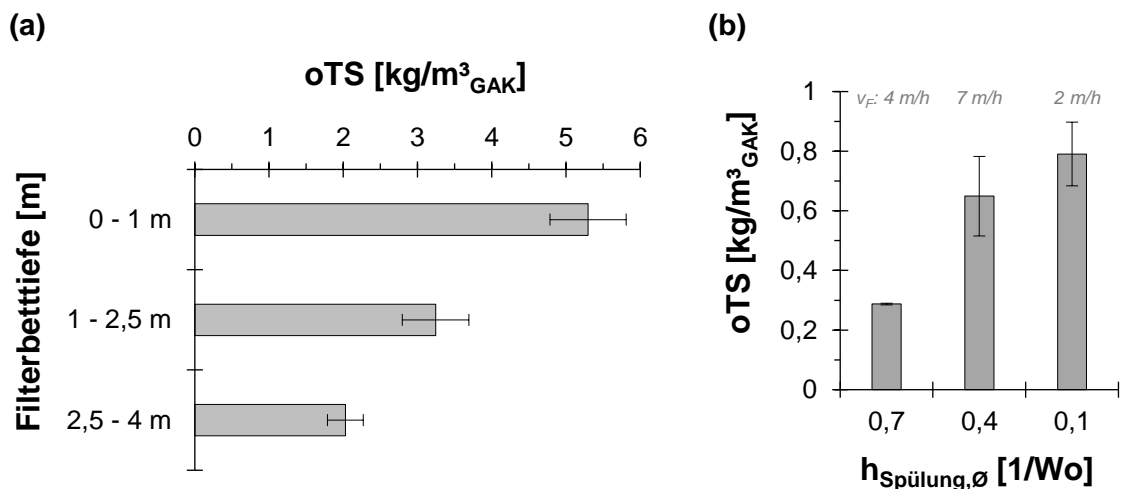 (a)
oTS [kg/m³GAK]
0 1 2 3 4 5 6
Filterbetttiefe [m]
0 - 1 m
1 - 2,5 m
2,5 - 4 m
(b)
oTS [kg/m³GAK]
1
0,8
0,6
0,4
0,2
0
vF: 4 m/h 7 m/h 2 m/h
0,7 0,4 0,1
hSpülung,Ø [1/Wo]